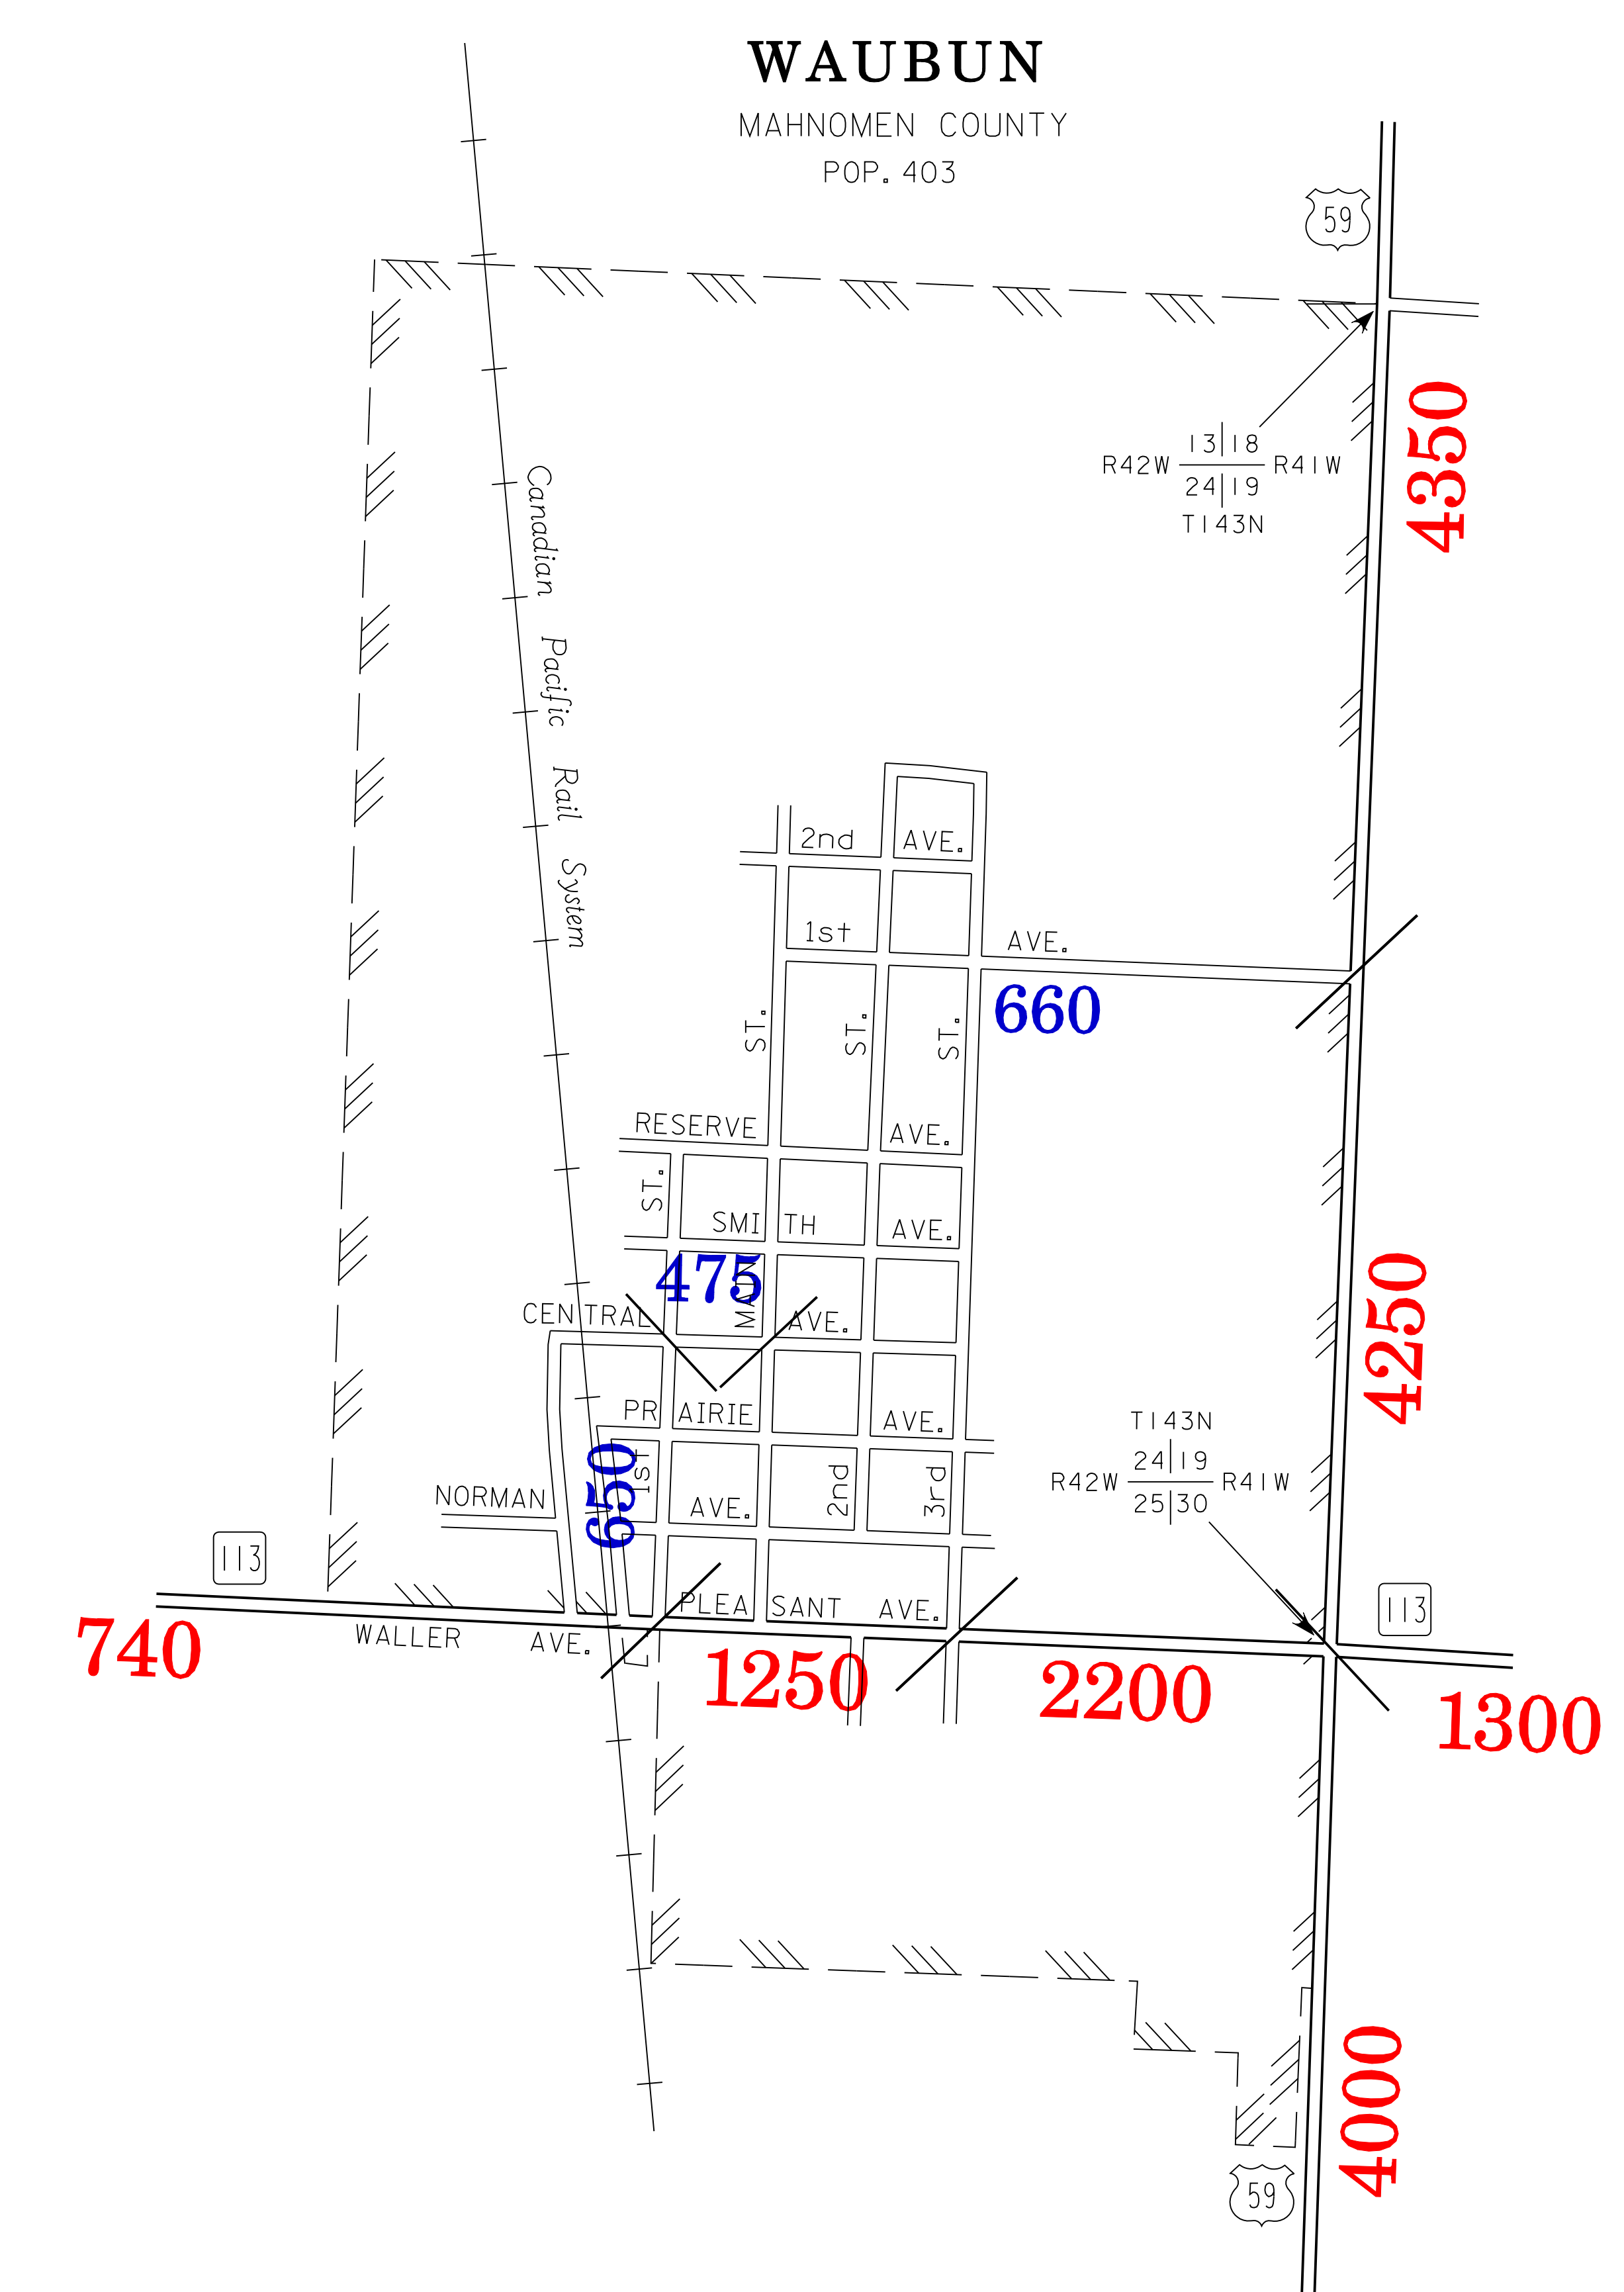 WAUBUN
MAHNOMEN COUNTY
POP. 403
59
4350
13|18
R42W R41W
24|19
T143N
Canadian Pacific Rail System
2nd AVE.
1st AVE.
660
ST. ST. ST.
RESERVE AVE.
ST.
SMITH AVE.
475
MAIN
CENTRAL AVE.
4250
PRAIRIE AVE.
T143N
24|19
R42W R41W
25|30
650
1ST
2nd
3rd
NORMAN AVE.
113
113
PLEASANT AVE.
WALLER AVE.
740
1250
2200
1300
4000
59